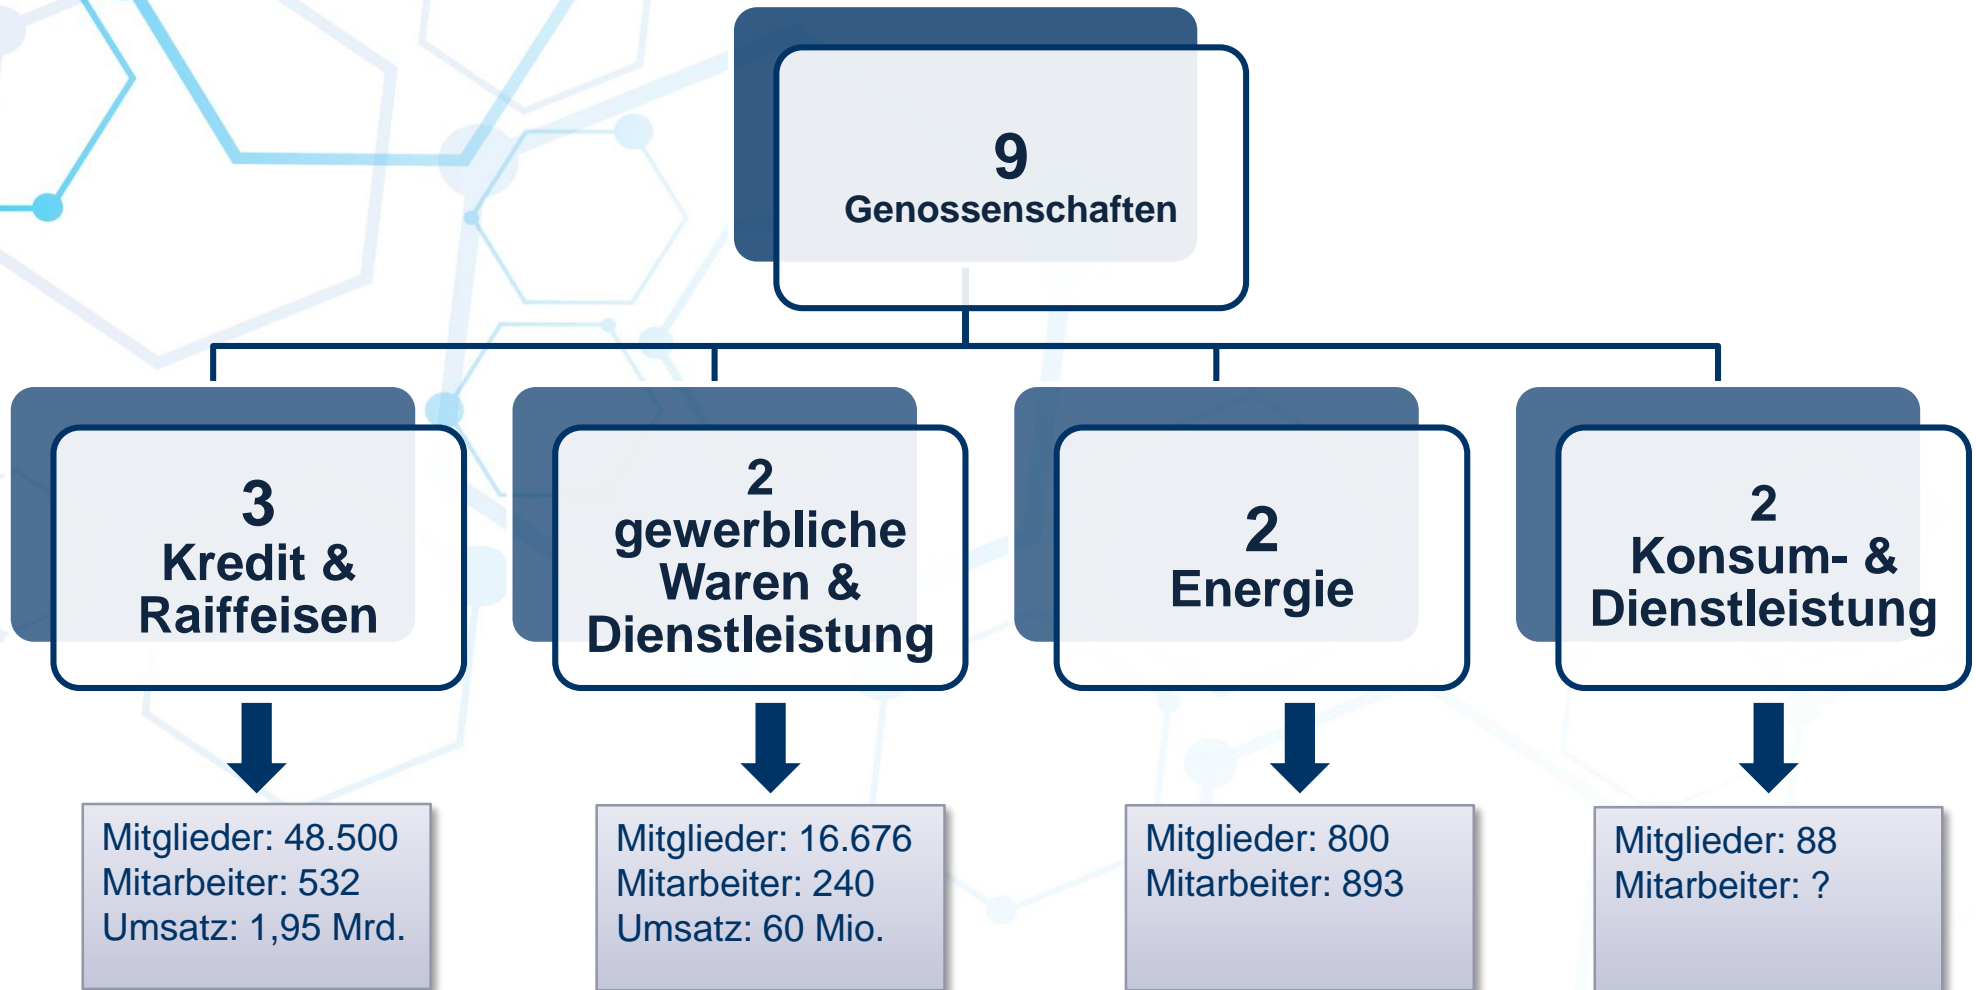 9
Genossenschaften
3
Kredit &
Raiffeisen
2
gewerbliche
Waren &
Dienstleistung
2
Energie
2
Konsum- &
Dienstleistung
Mitglieder: 48.500
Mitarbeiter: 532
Umsatz: 1,95 Mrd.
Mitglieder: 16.676
Mitarbeiter: 240
Umsatz: 60 Mio.
Mitglieder: 800
Mitarbeiter: 893
Mitglieder: 88
Mitarbeiter: ?